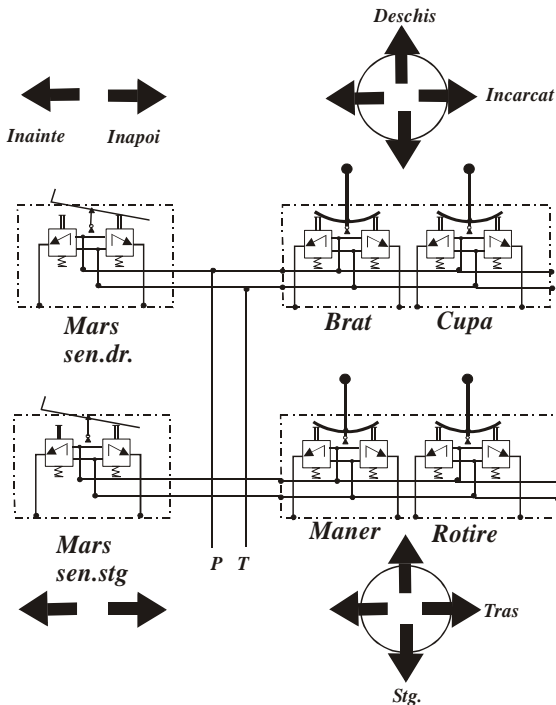 Deschis
Incarcat
Inainte
Inapoi
Mars
sen.dr.
Brat
Cupa
Mars
sen.stg
P
T
Maner
Rotire
Tras
Stg.